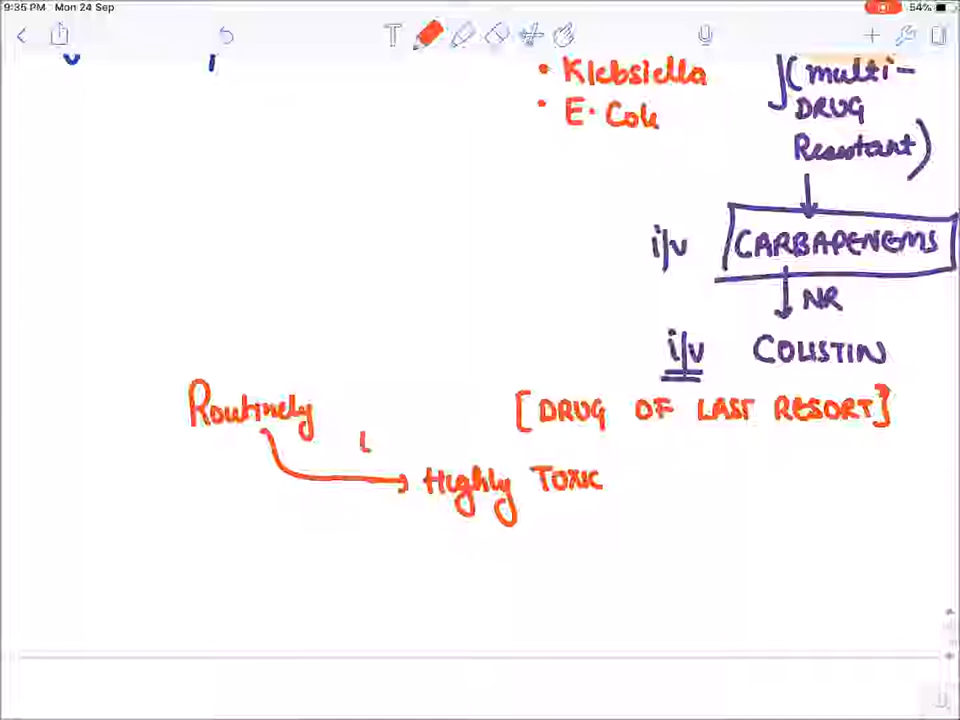 9:35 PM Mon 24 Sep
54%
T
• Klebsiella
• E. Coli
(multi-
DRUG
Resistant)
i/v CARBAPENEMS
NR
i/v COLISTIN
[DRUG OF LAST RESORT]
Routinely
Highly Toxic